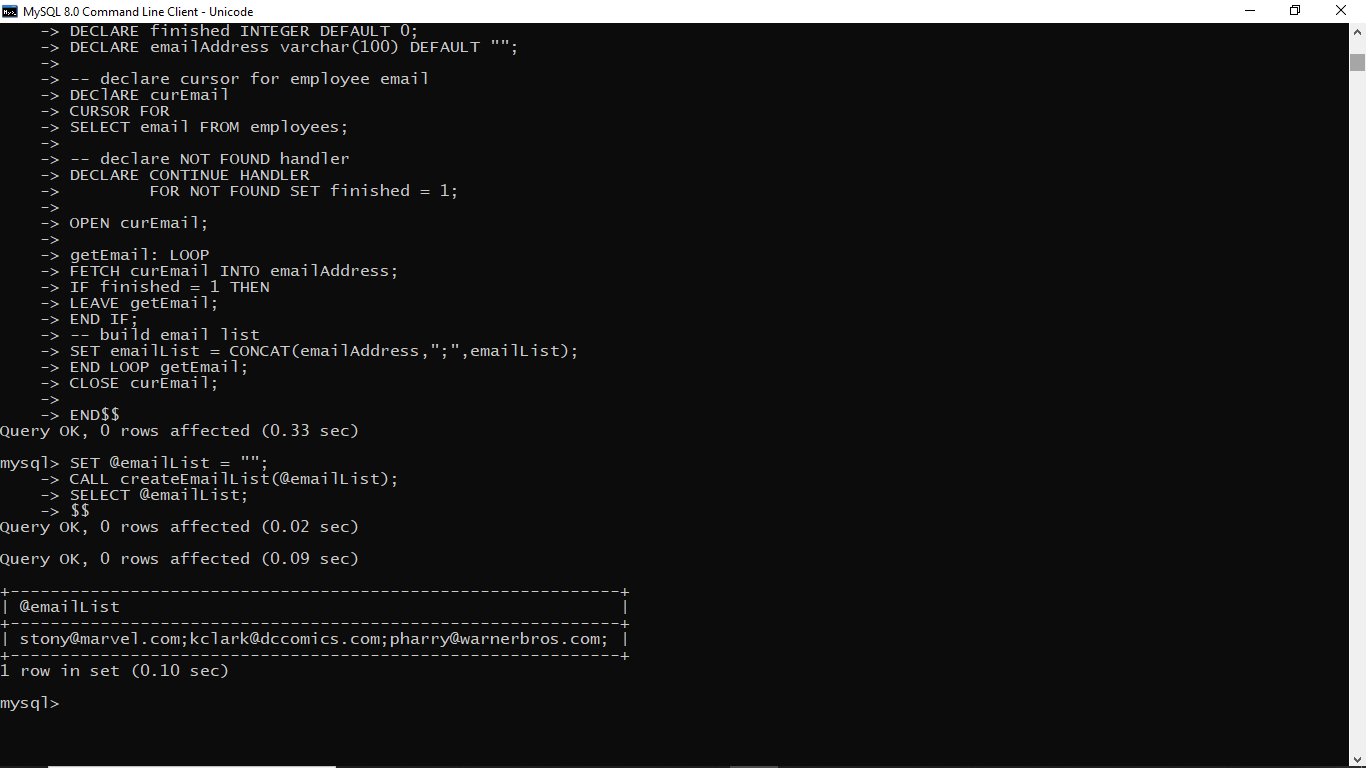 MySQL 8.0 Command Line Client - Unicode
    -> DECLARE finished INTEGER DEFAULT 0;
    -> DECLARE emailAddress varchar(100) DEFAULT "";
    ->
    -> -- declare cursor for employee email
    -> DEClARE curEmail
    -> CURSOR FOR
    -> SELECT email FROM employees;
    ->
    -> -- declare NOT FOUND handler
    -> DECLARE CONTINUE HANDLER
    ->         FOR NOT FOUND SET finished = 1;
    ->
    -> OPEN curEmail;
    ->
    -> getEmail: LOOP
    -> FETCH curEmail INTO emailAddress;
    -> IF finished = 1 THEN
    -> LEAVE getEmail;
    -> END IF;
    -> -- build email list
    -> SET emailList = CONCAT(emailAddress,";",emailList);
    -> END LOOP getEmail;
    -> CLOSE curEmail;
    ->
    -> END$$
Query OK, 0 rows affected (0.33 sec)

mysql> SET @emailList = "";
    -> CALL createEmailList(@emailList);
    -> SELECT @emailList;
    -> $$
Query OK, 0 rows affected (0.02 sec)

Query OK, 0 rows affected (0.09 sec)

+-------------------------------------------------------------+
| @emailList                                                  |
+-------------------------------------------------------------+
| stony@marvel.com;kclark@dccomics.com;pharry@warnerbros.com; |
+-------------------------------------------------------------+
1 row in set (0.10 sec)

mysql>